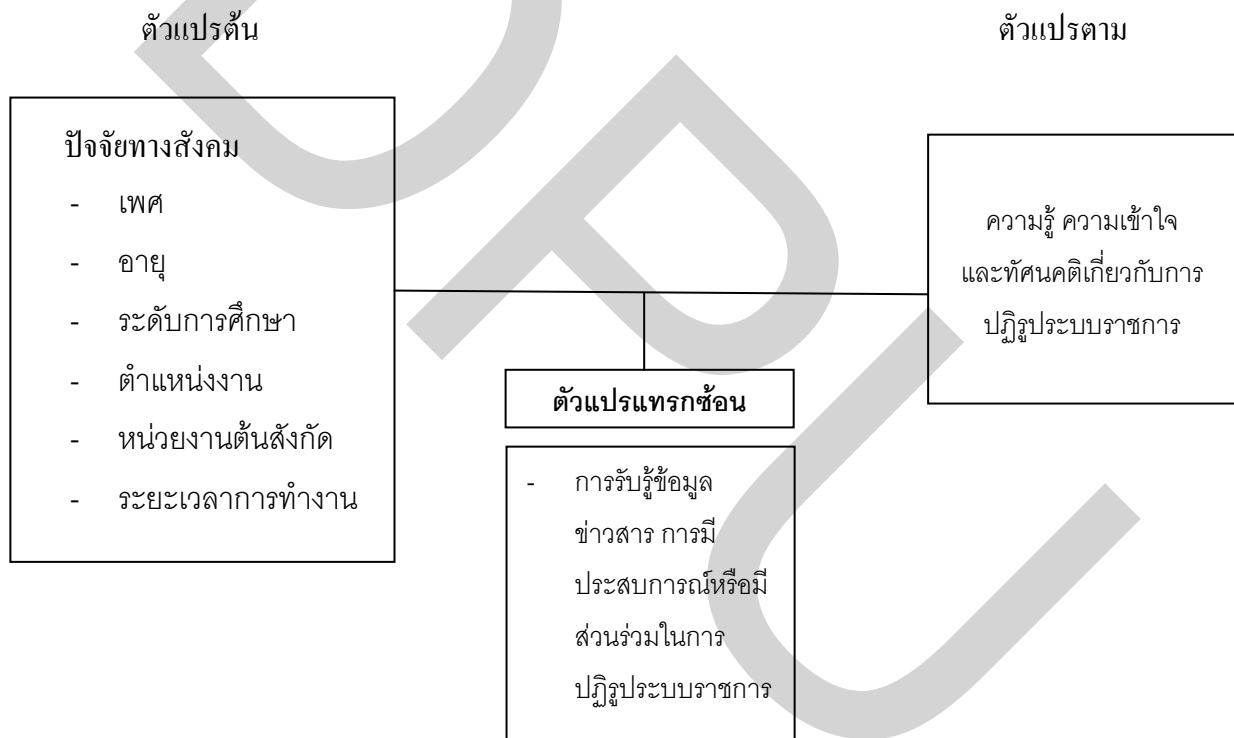 ตัวแปรต้น
ตัวแปรตาม
ปัจจัยทางสังคม
- เพศ
- อายุ
- ระดับการศึกษา
- ตำแหน่งงาน
- หน่วยงานต้นสังกัด
- ระยะเวลาการทำงาน
ความรู้ ความเข้าใจ
และทัศนคติเกี่ยวกับการ
ปฏิรูประบบราชการ
ตัวแปรแทรกซ้อน
- การรับรู้ข้อมูล
ข่าวสาร การมี
ประสบการณ์หรือมี
ส่วนร่วมในการ
ปฏิรูประบบราชการ
DPU